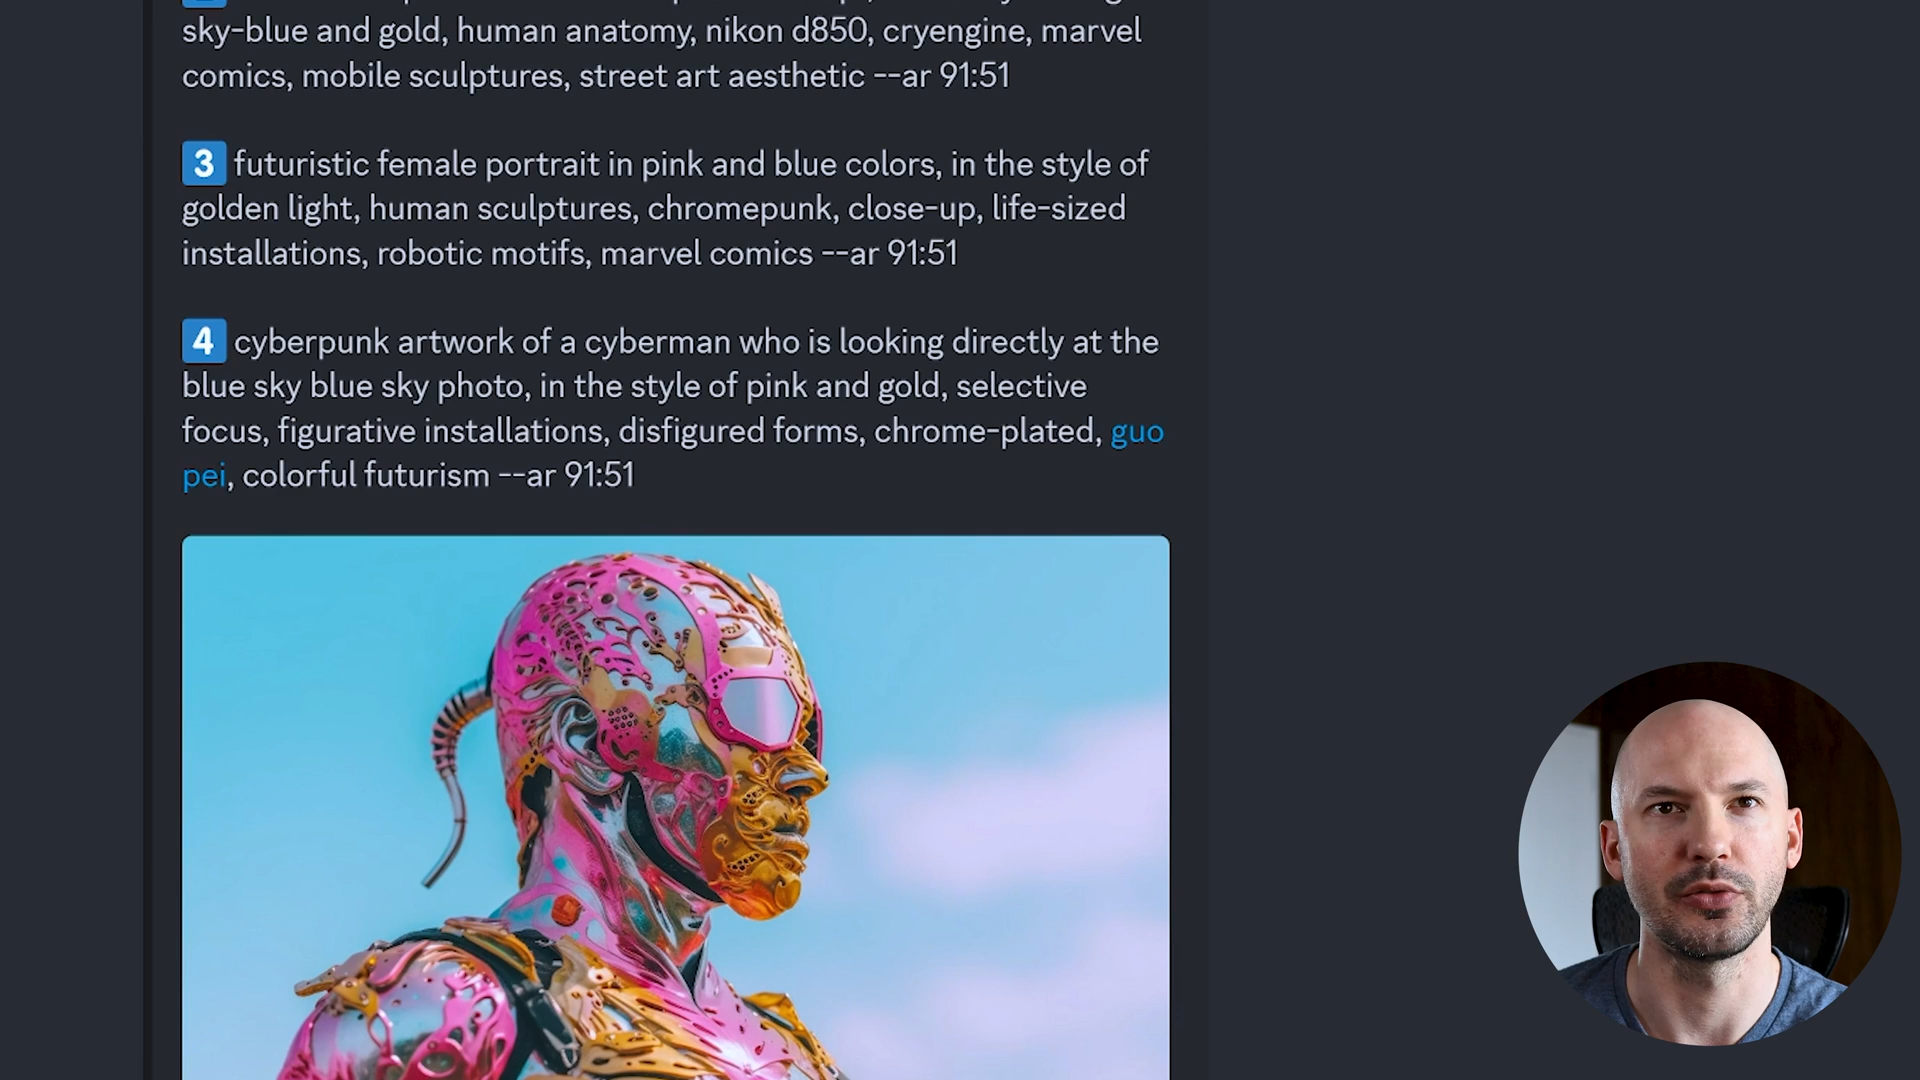 sky-blue and gold, human anatomy, nikon d850, cryengine, marvel
comics, mobile sculptures, street art aesthetic --ar 91:51
3 futuristic female portrait in pink and blue colors, in the style of
golden light, human sculptures, chromepunk, close-up, life-sized
installations, robotic motifs, marvel comics --ar 91:51
4 cyberpunk artwork of a cyberman who is looking directly at the
blue sky blue sky photo, in the style of pink and gold, selective
focus, figurative installations, disfigured forms, chrome-plated, guo
pei, colorful futurism --ar 91:51